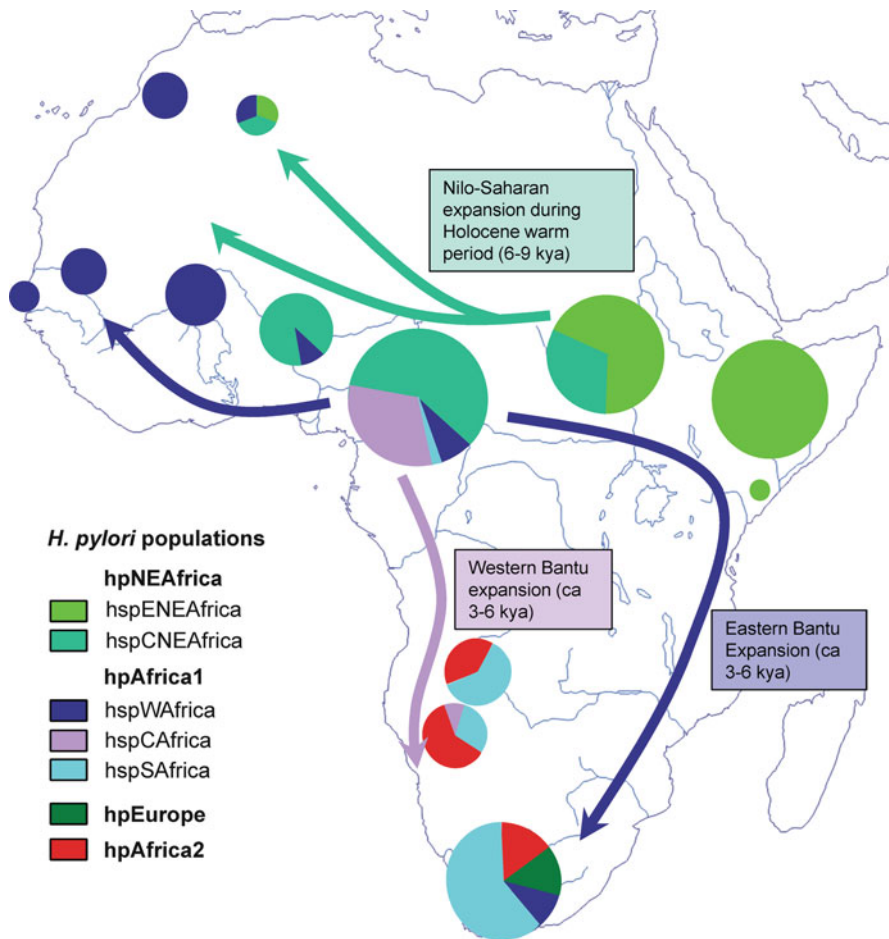 Nilo-Saharan
expansion during
Holocene warm
period (6-9 kya)
H. pylori populations
hpNEAfrica
hspENEAfrica
hspCNEAfrica
hpAfrica1
hspWAfrica
hspCAfrica
hspSAfrica
hpEurope
hpAfrica2
Western Bantu
expansion (ca
3-6 kya)
Eastern Bantu
Expansion (ca
3-6 kya)